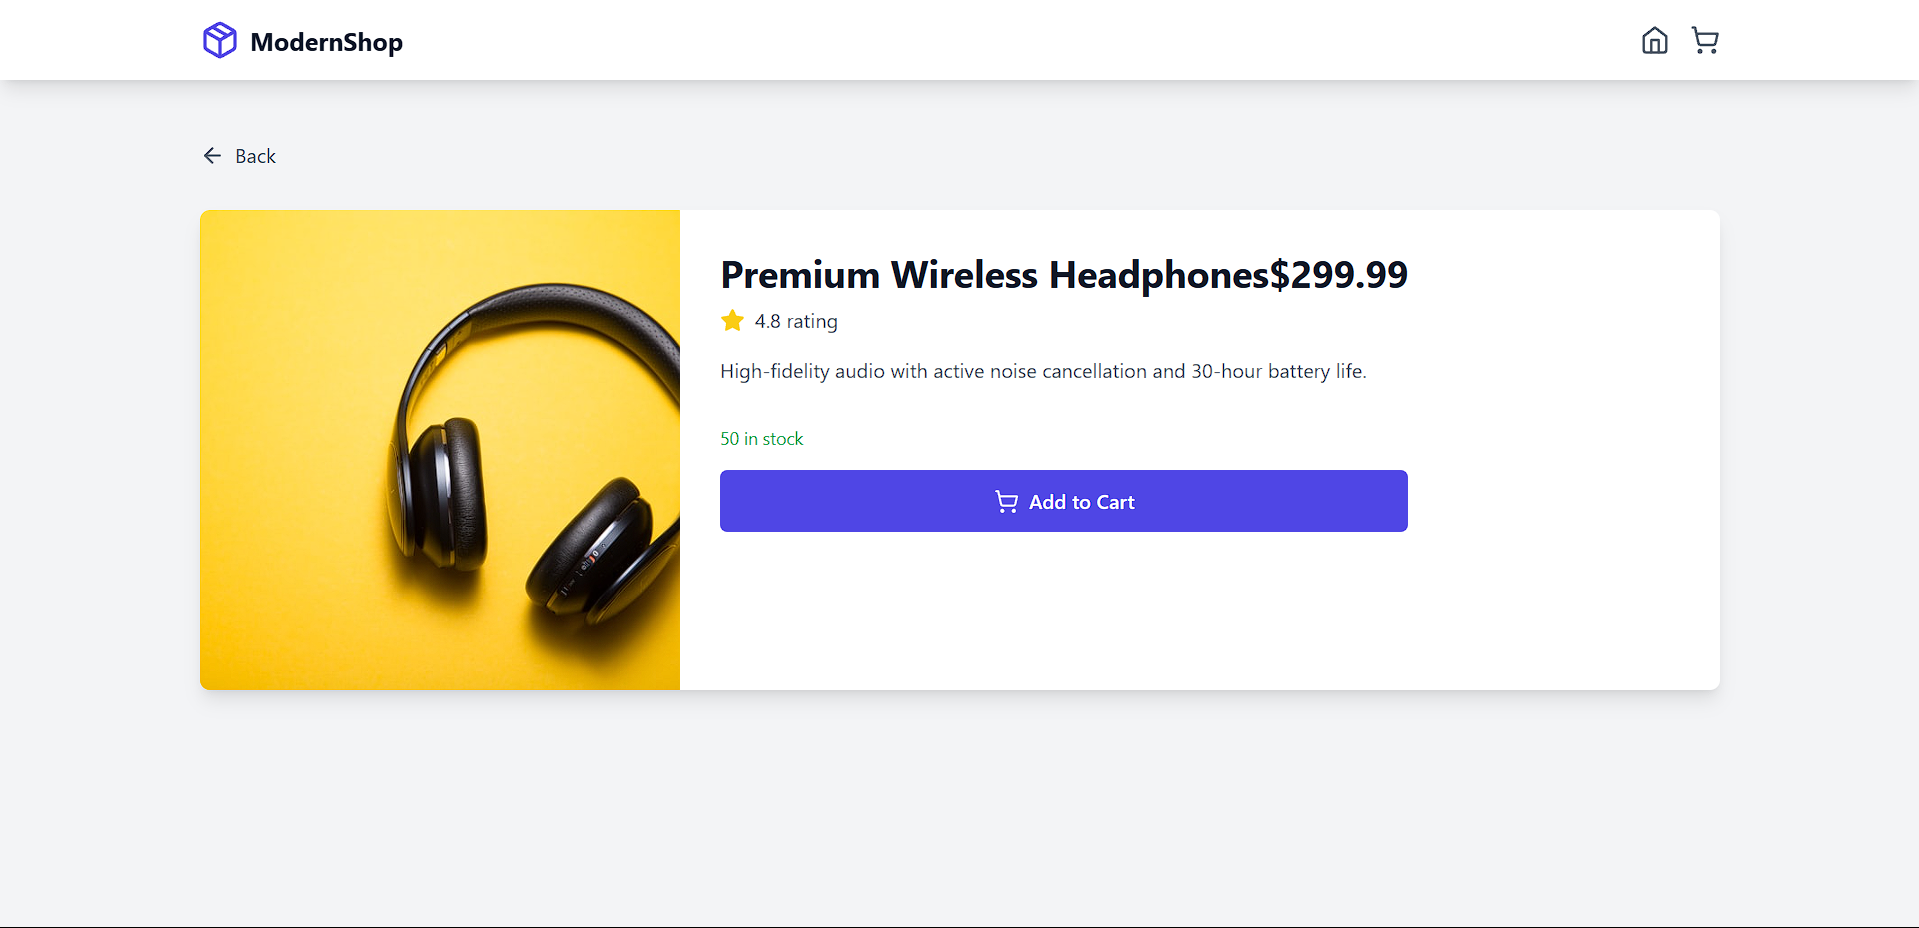 ModernShop
Back
Premium Wireless Headphones$299.99
4.8 rating
High-fidelity audio with active noise cancellation and 30-hour battery life.
50 in stock
Add to Cart